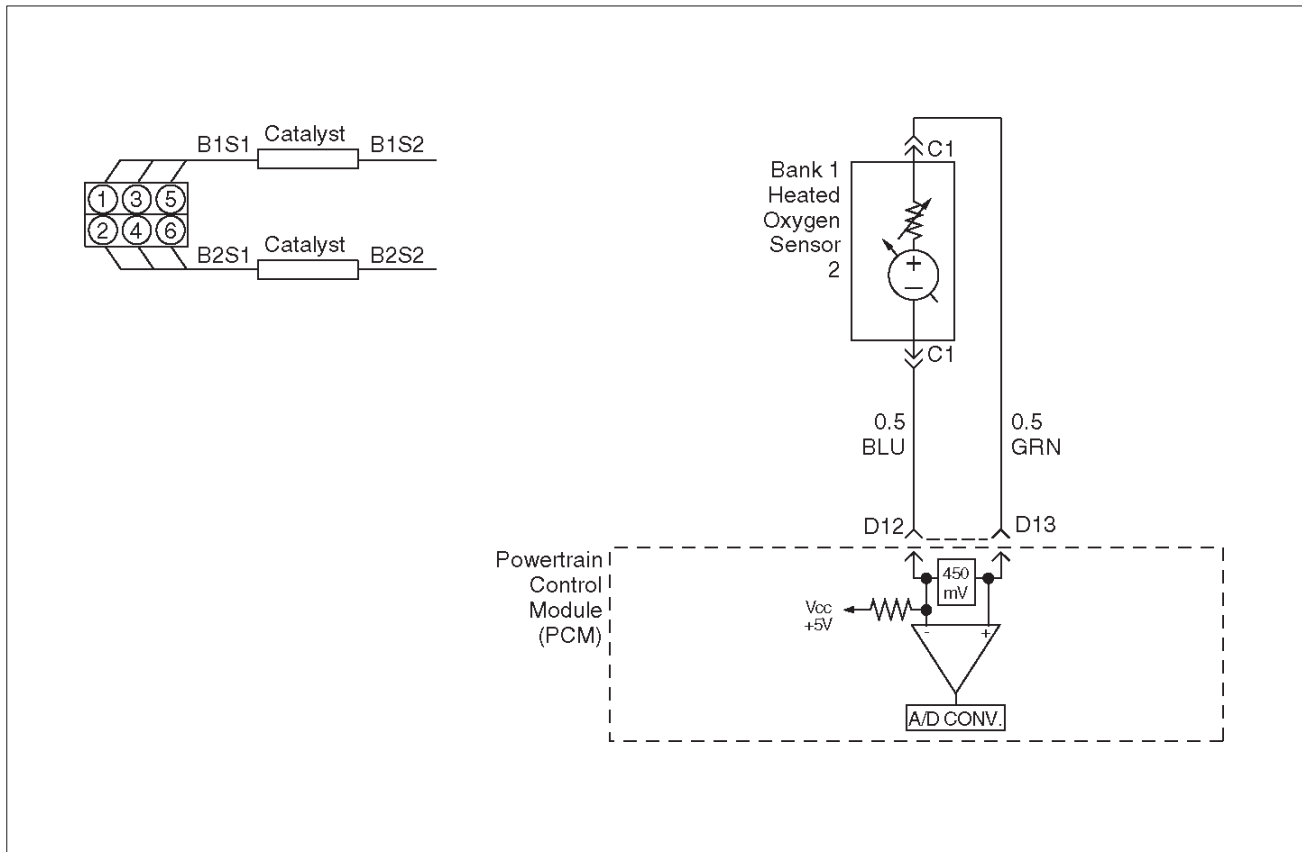 B1S1
Catalyst
B1S2
1
3
5
2
4
6
B2S1
Catalyst
B2S2
C1
Bank 1
Heated
Oxygen
Sensor
2
+
—
C1
0.5
BLU
0.5
GRN
D12
D13
Powertrain
Control
Module
(PCM)
450
mV
Vcc
+5V
-
+
A/D CONV.